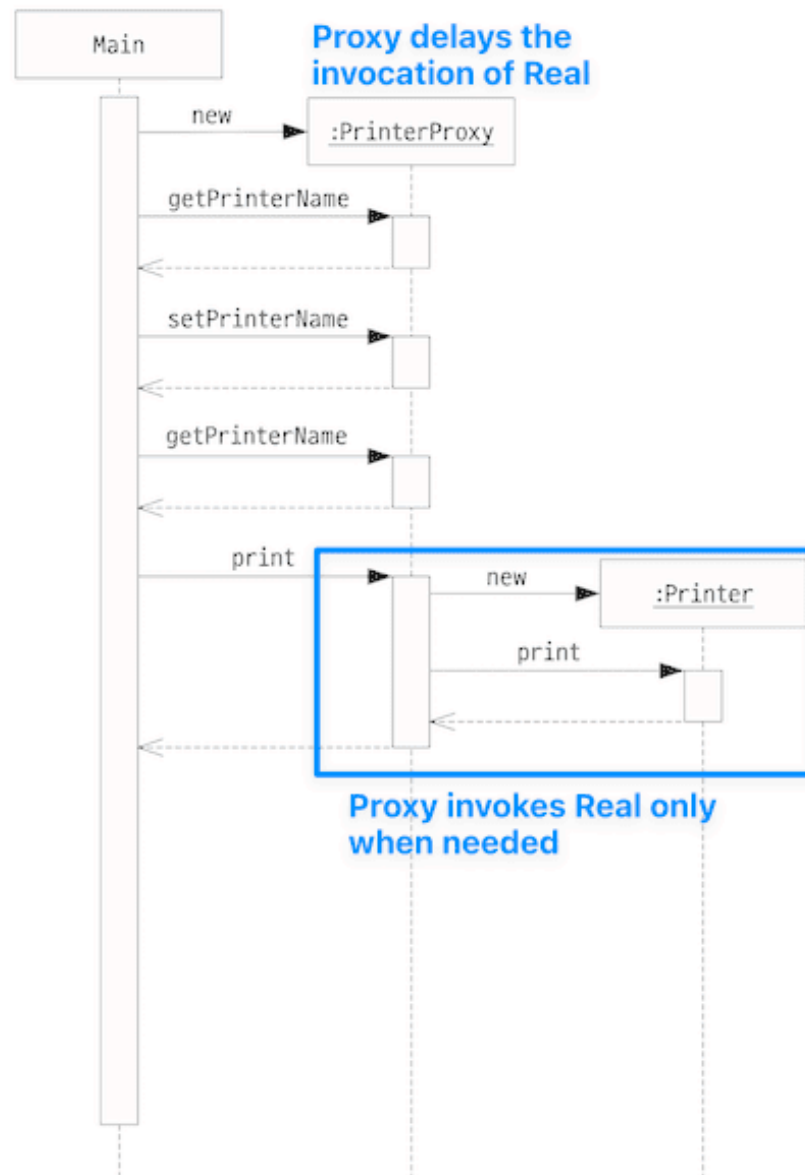 Main
Proxy delays the
invocation of Real
new
:PrinterProxy
getPrinterName
setPrinterName
getPrinterName
print
new
:Printer
print
Proxy invokes Real only
when needed